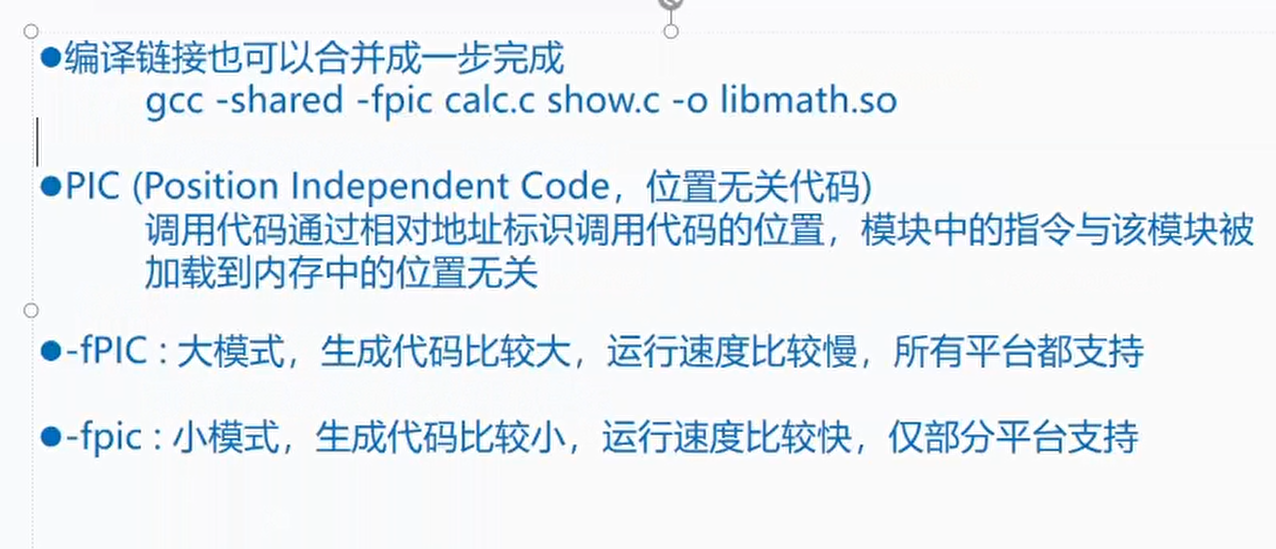 ●编译链接也可以合并成一步完成
gcc -shared -fpic calc.c show.c -o libmath.so
●PIC (Position Independent Code，位置无关代码)
调用代码通过相对地址标识调用代码的位置，模块中的指令与该模块被
加载到内存中的位置无关
●-fPIC : 大模式，生成代码比较大，运行速度比较慢，所有平台都支持
●-fpic : 小模式，生成代码比较小，运行速度比较快，仅部分平台支持